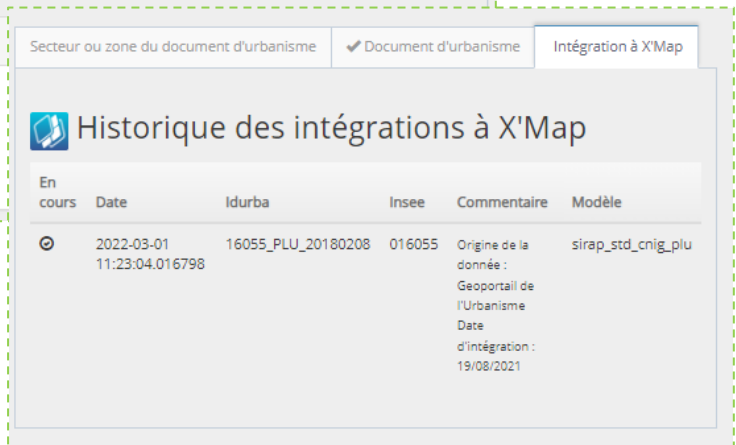 Secteur ou zone du document d'urbanisme
Document d'urbanisme
Intégration à X'Map
Historique des intégrations à X'Map
En cours
Date
Idurba
Insee
Commentaire
Modèle
2022-03-01
11:23:04.016798
16055_PLU_20180208
016055
Origine de la
donnée :
Geoportail de
l'Urbanisme
Date
d'intégration :
19/08/2021
sirap_std_cnig_plu